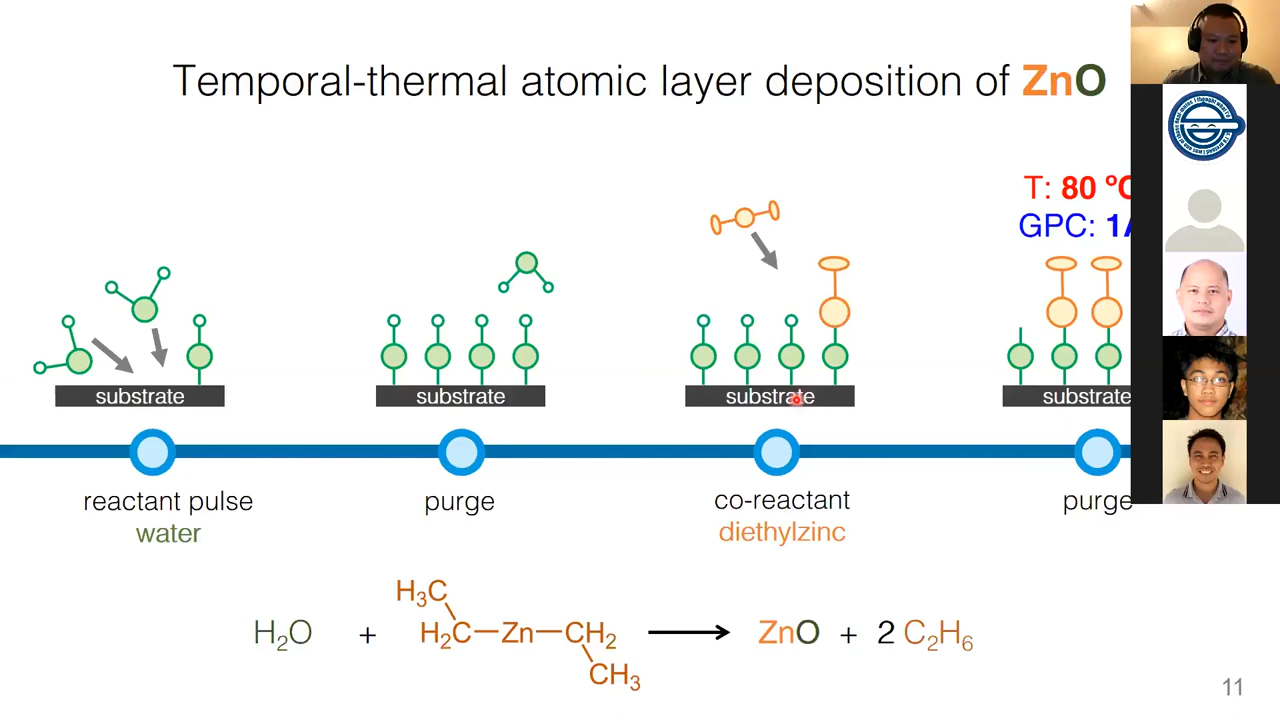 Temporal-thermal atomic layer deposition of ZnO
T: 80 º
GPC: 1
substrate
substrate
substrate
substrate
reactant pulse
water
purge
co-reactant
diethylzinc
purge
H₃C
H₂O + H₂C—Zn—CH₂ → ZnO + 2 C₂H₆
CH₃
11